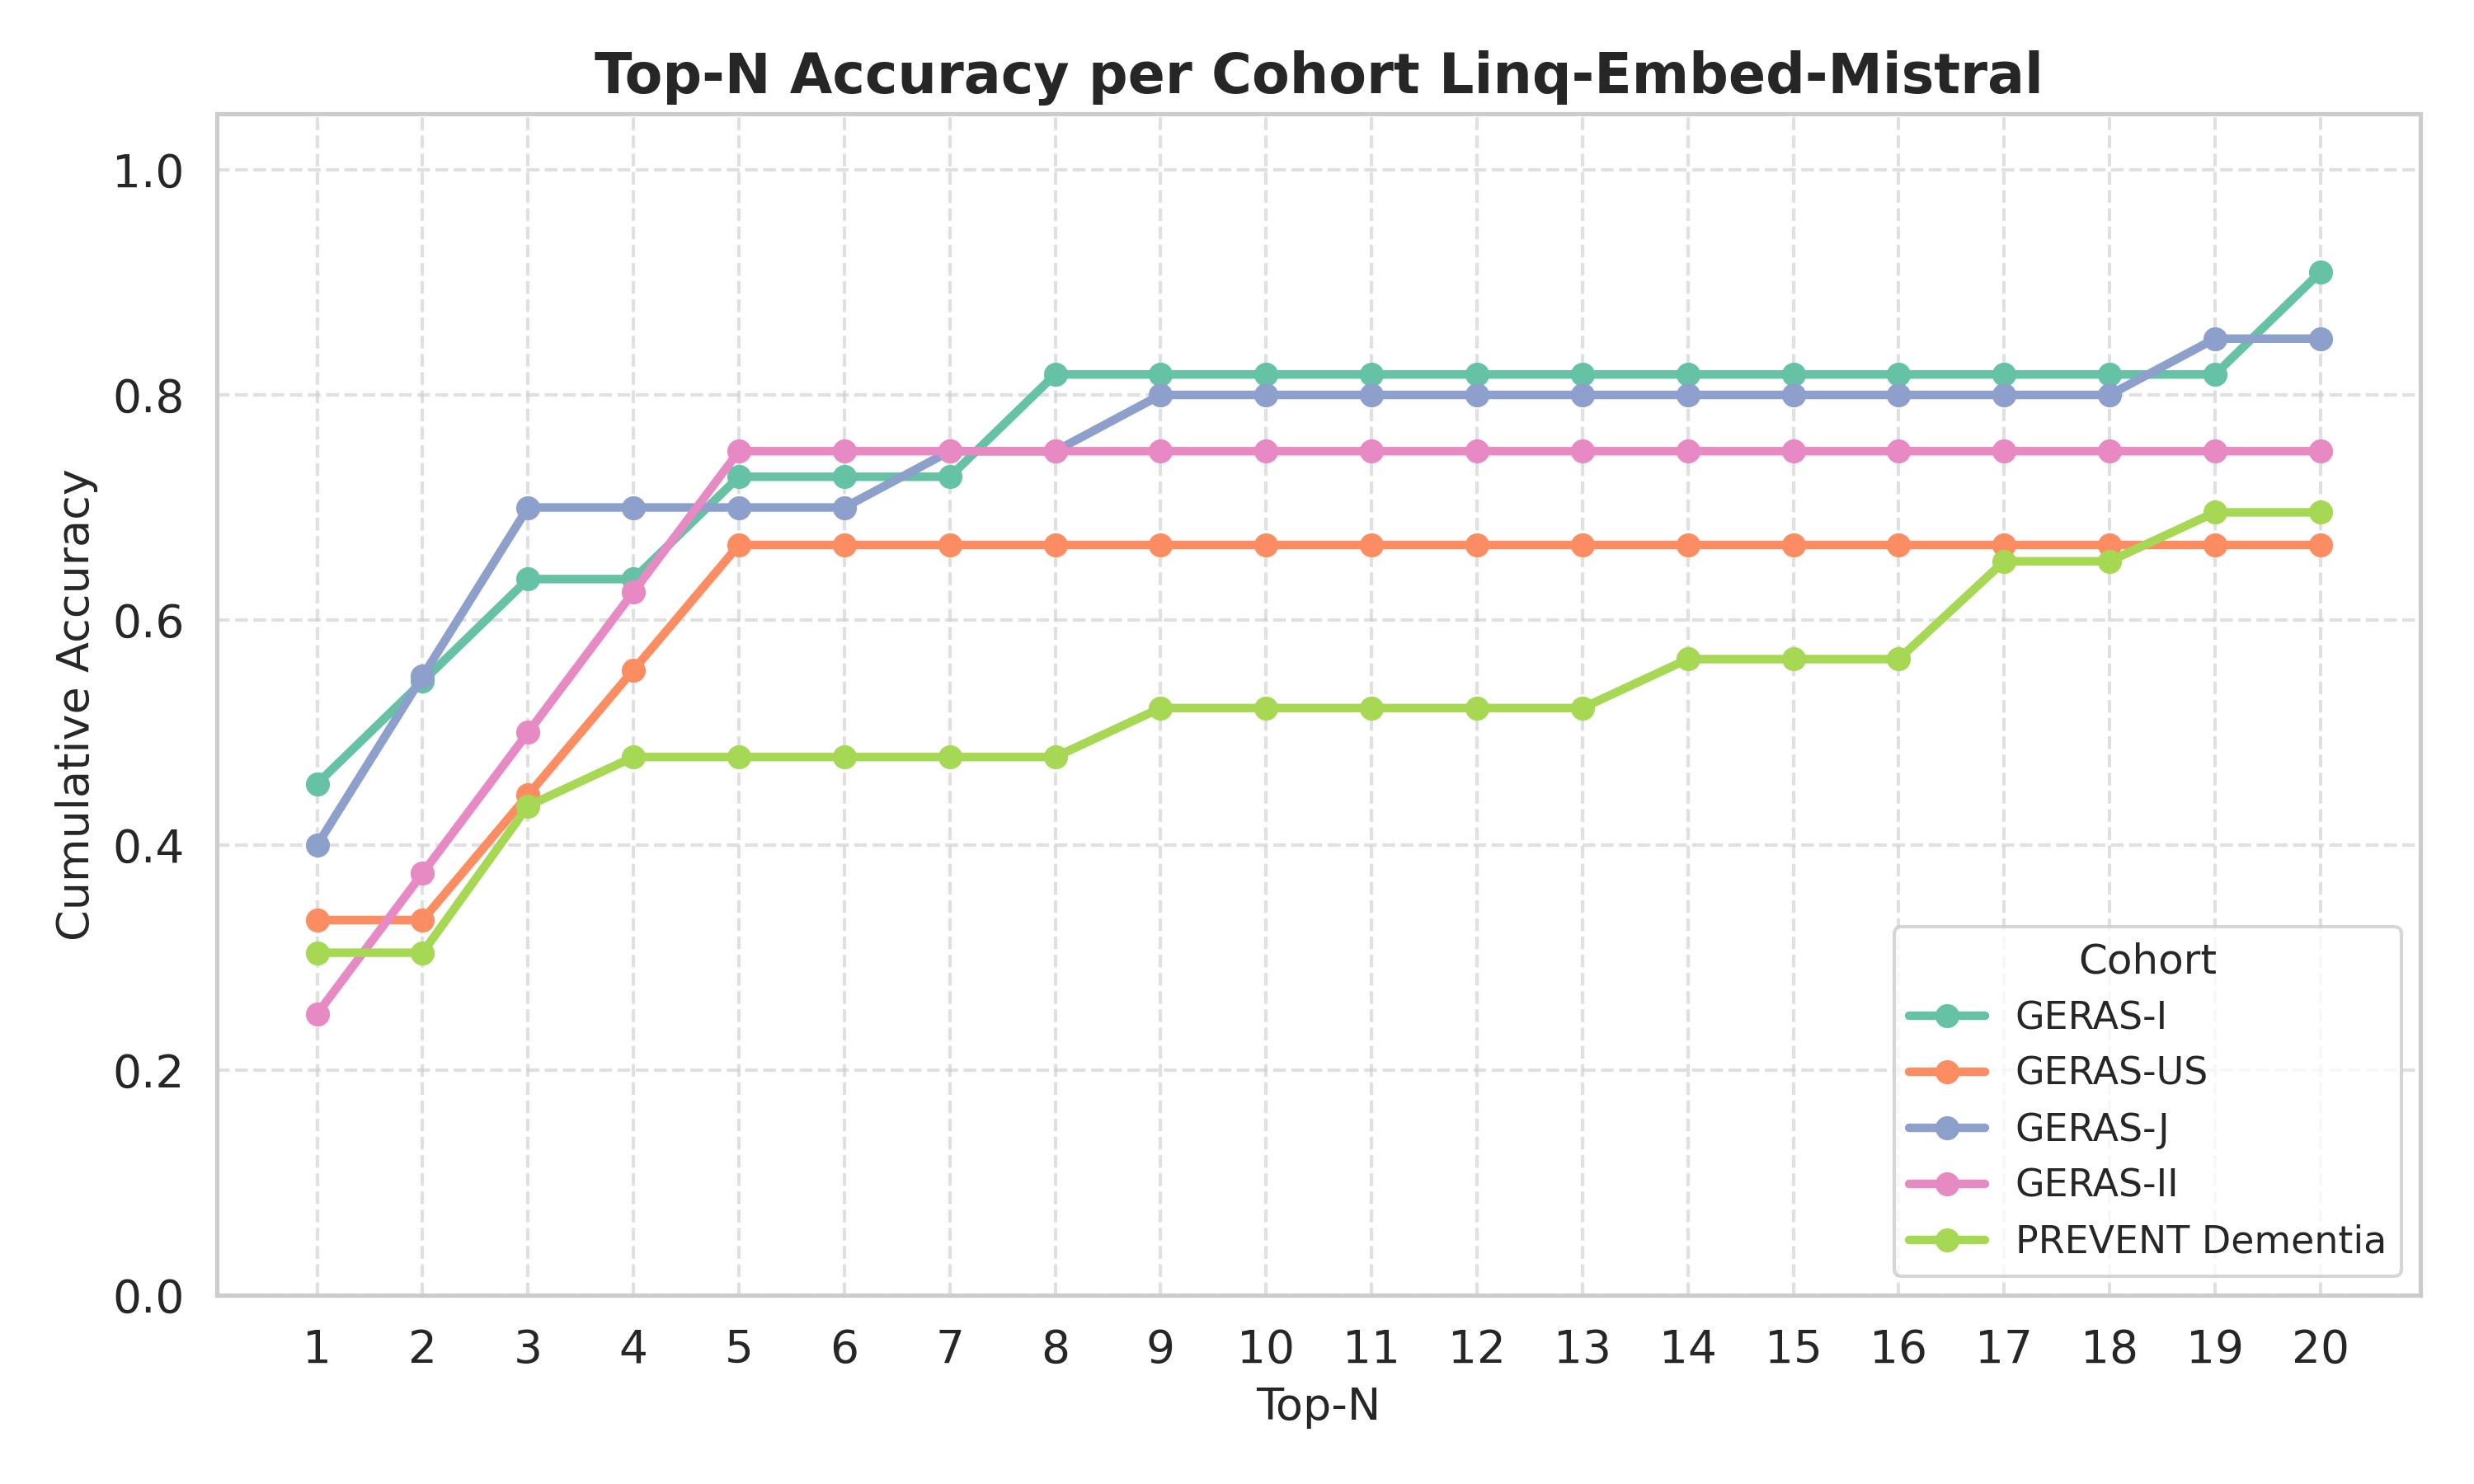 Top-N Accuracy per Cohort Linq-Embed-Mistral
Cumulative Accuracy
1.0
0.8
0.6
0.4
0.2
0.0
1 2 3 4 5 6 7 8 9 10 11 12 13 14 15 16 17 18 19 20
Top-N
Cohort
GERAS-I
GERAS-US
GERAS-J
GERAS-II
PREVENT Dementia